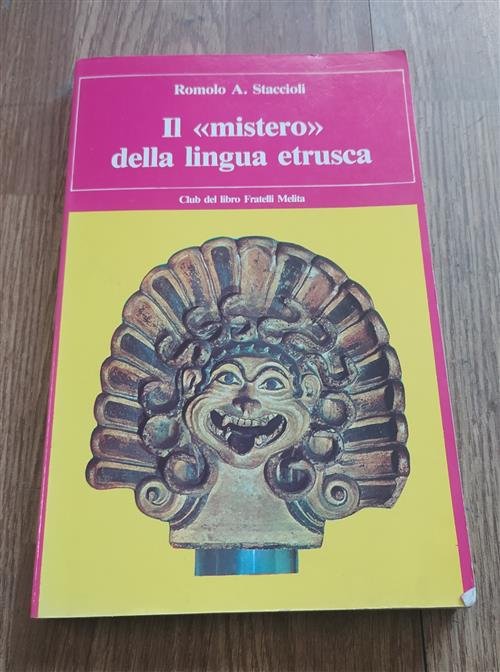 Romolo A. Staccioli
Il «mistero»
della lingua etrusca
Club del libro Fratelli Melita